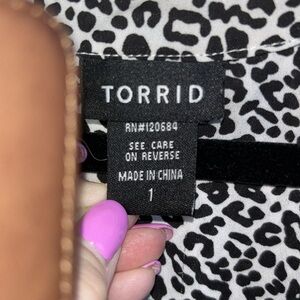 TORRID
RN#120684
SEE CARE
ON REVERSE
MADE IN CHINA
1